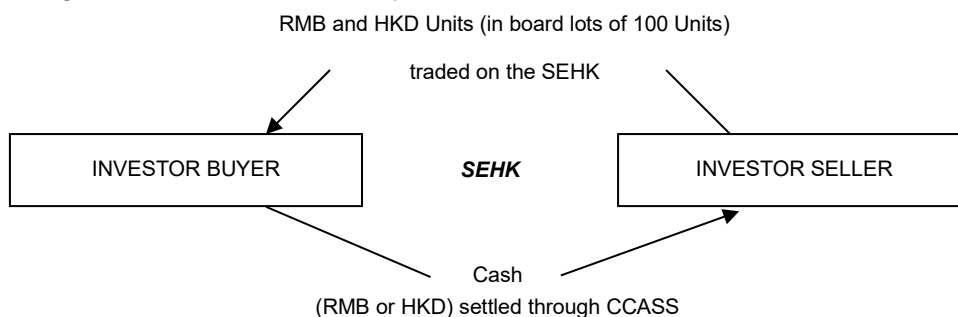 RMB and HKD Units (in board lots of 100 Units)
traded on the SEHK
INVESTOR BUYER
SEHK
INVESTOR SELLER
Cash
(RMB or HKD) settled through CCASS